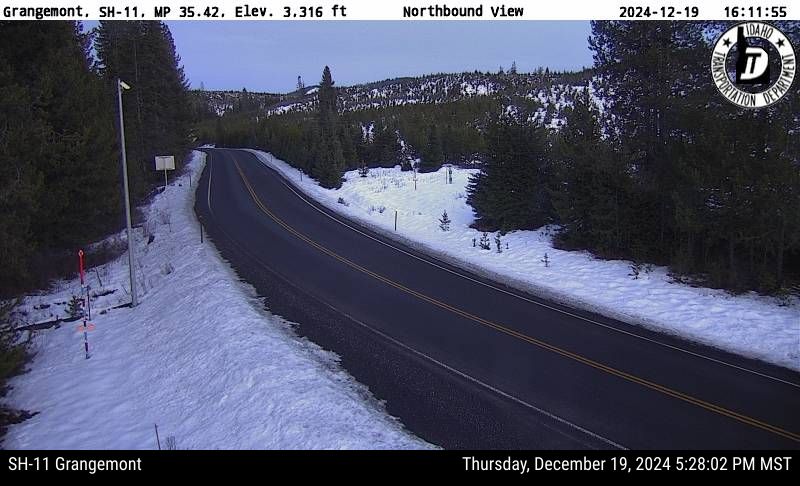 Grangemont, SH-11, MP 35.42, Elev. 3,316 ft Northbound View 2024-12-19 16:11:55
IDAHO
TRANSPORTATION DEPARTMENT
SH-11 Grangemont Thursday, December 19, 2024 5:28:02 PM MST